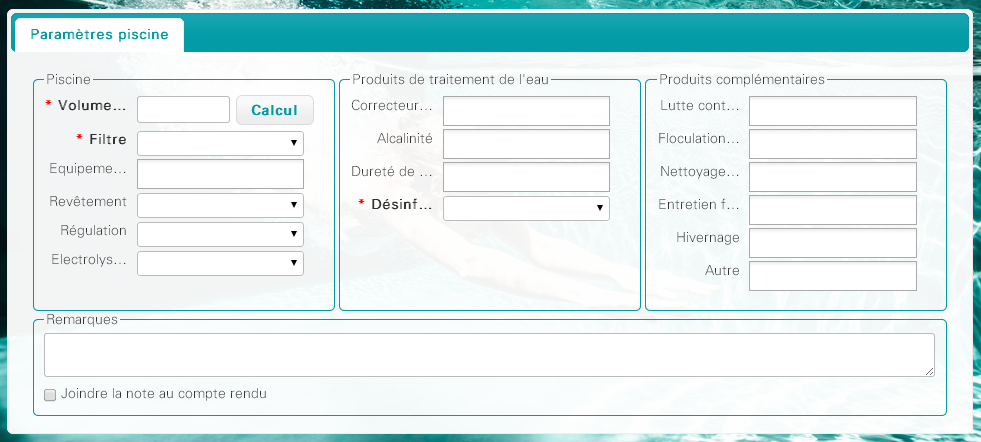 Paramètres piscine
Piscine
* Volume...
Calcul
* Filtre
Equipeme...
Revêtement
Régulation
Electrolys...
Produits de traitement de l'eau
Correcteur...
Alcalinité
Dureté de ...
* Désinf...
Produits complémentaires
Lutte cont...
Floculation...
Nettoyage...
Entretien f...
Hivernage
Autre
Remarques
Joindre la note au compte rendu